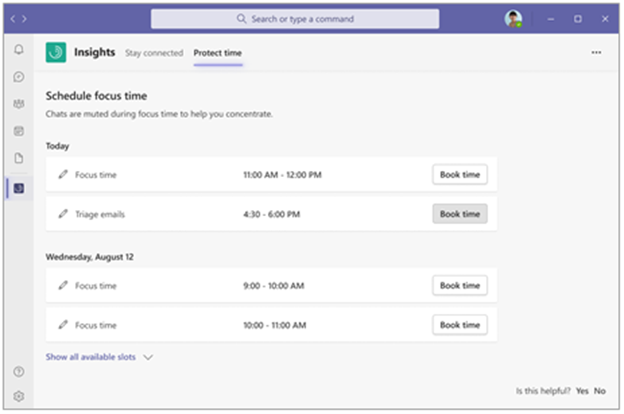 Search or type a command
Insights Stay connected Protect time
Schedule focus time
Chats are muted during focus time to help you concentrate.
Today
Focus time 11:00 AM - 12:00 PM Book time
Triage emails 4:30 - 6:00 PM Book time
Wednesday, August 12
Focus time 9:00 - 10:00 AM Book time
Focus time 10:00 - 11:00 AM Book time
Show all available slots
Is this helpful? Yes No